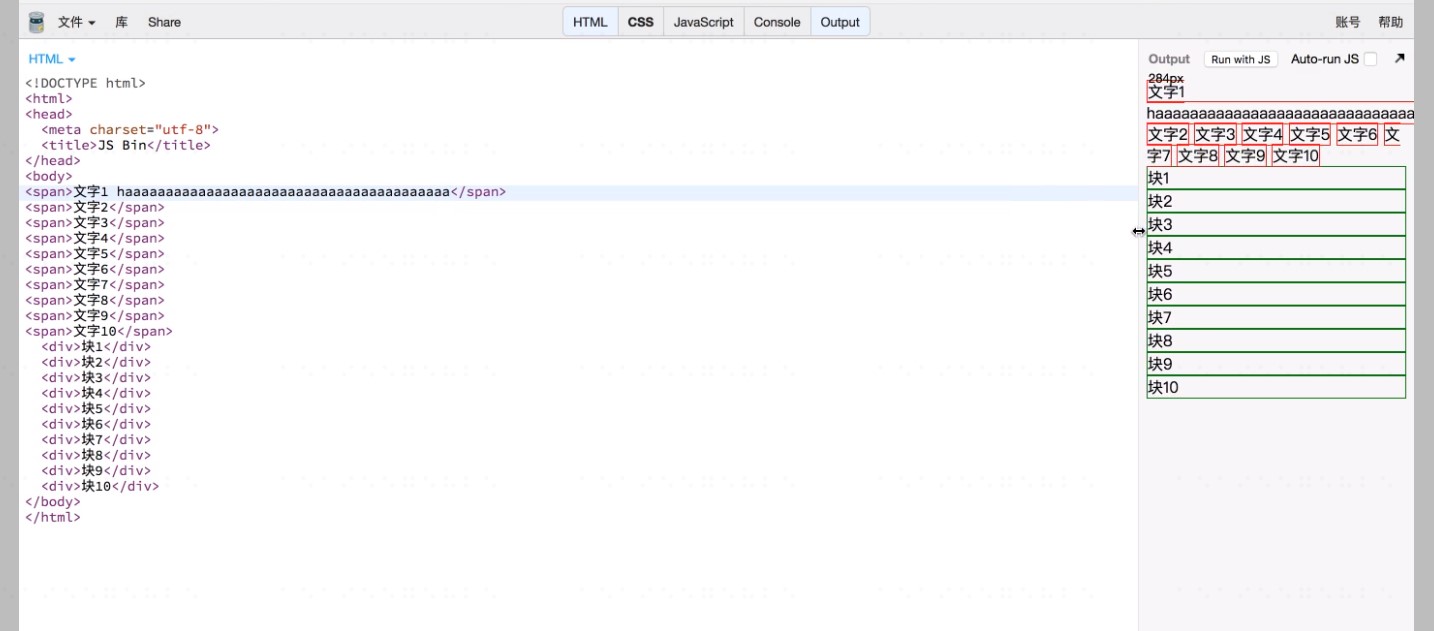 文件 库 Share HTML CSS JavaScript Console Output 账号 帮助
HTML
<!DOCTYPE html>
<html>
<head>
<meta charset="utf-8">
<title>JS Bin</title>
</head>
<body>
<span>文字1 haaaaaaaaaaaaaaaaaaaaaaaaaaaaaaaaaaaaaaaa</span>
<span>文字2</span>
<span>文字3</span>
<span>文字4</span>
<span>文字5</span>
<span>文字6</span>
<span>文字7</span>
<span>文字8</span>
<span>文字9</span>
<span>文字10</span>
<div>块1</div>
<div>块2</div>
<div>块3</div>
<div>块4</div>
<div>块5</div>
<div>块6</div>
<div>块7</div>
<div>块8</div>
<div>块9</div>
<div>块10</div>
</body>
</html>
Output Run with JS Auto-run JS
284px
文字1
haaaaaaaaaaaaaaaaaaaaaaaaaaaaaa
文字2 文字3 文字4 文字5 文字6 文
字7 文字8 文字9 文字10
块1
块2
块3
块4
块5
块6
块7
块8
块9
块10